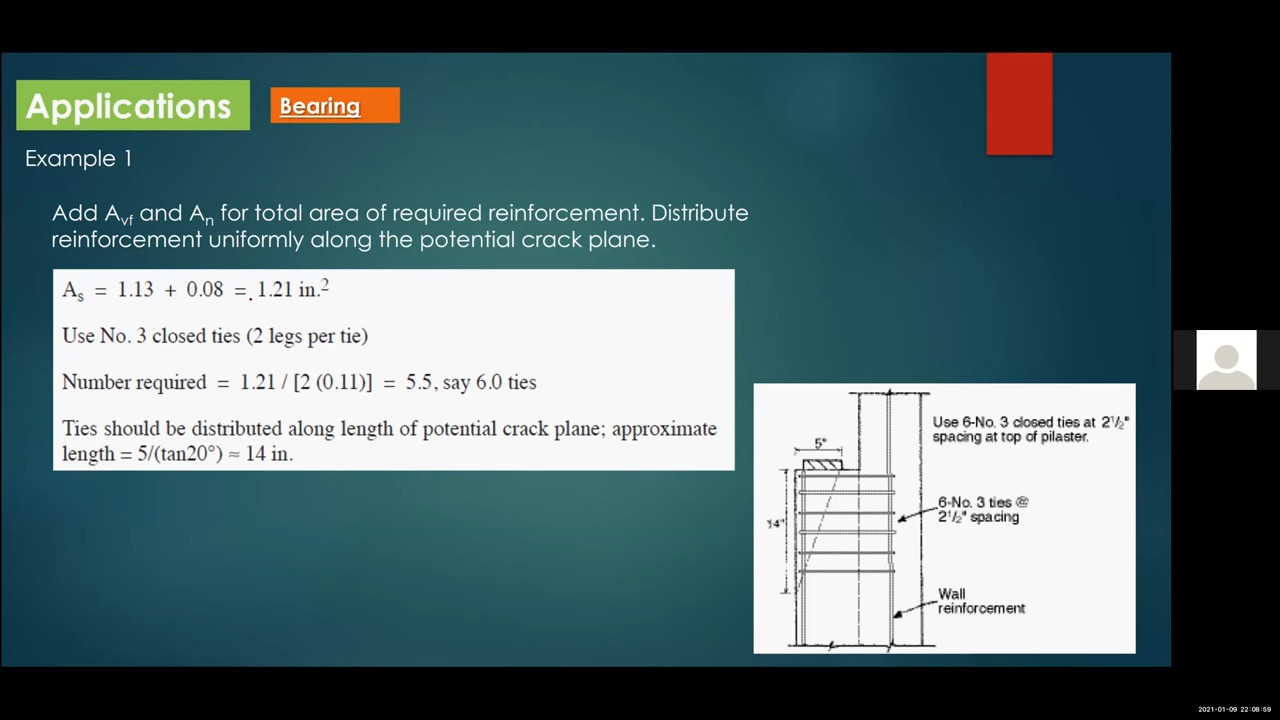 Applications
Bearing
Example 1
Add Avf and An for total area of required reinforcement. Distribute
reinforcement uniformly along the potential crack plane.
As = 1.13 + 0.08 = 1.21 in.2
Use No. 3 closed ties (2 legs per tie)
Number required = 1.21 / [2 (0.11)] = 5.5, say 6.0 ties
Ties should be distributed along length of potential crack plane; approximate
length = 5/(tan20°) ≈ 14 in.
Use 6-No. 3 closed ties at 2 1/2"
spacing at top of pilaster.
5"
6-No. 3 ties @
2 1/2" spacing
14"
Wall
reinforcement
2021-01-09 22:08:59